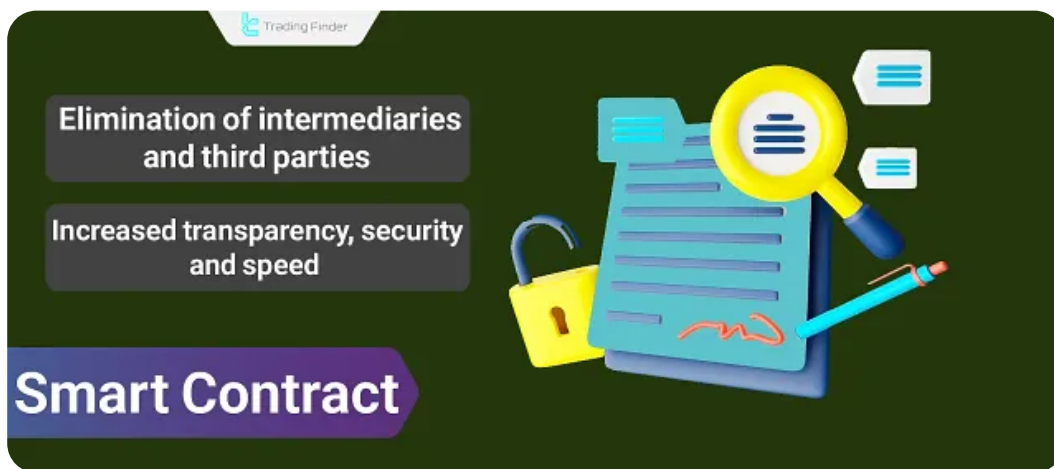 Trading Finder
Elimination of intermediaries
and third parties
Increased transparency, security
and speed
Smart Contract